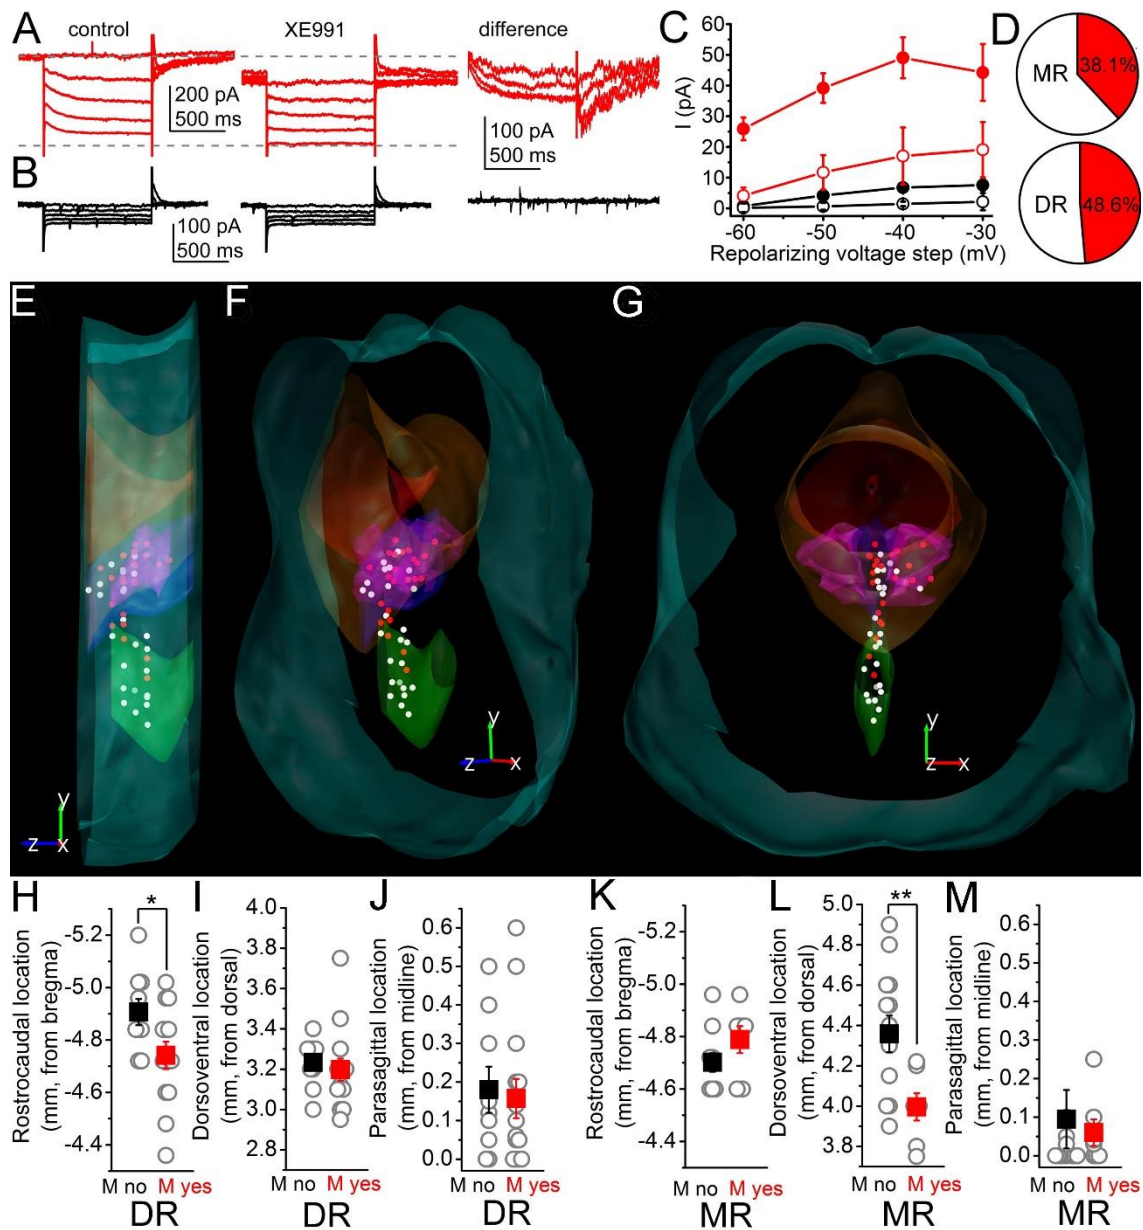 A control XE991 difference
200 pA
500 ms
100 pA
500 ms
B
100 pA
500 ms
C
I (pA)
60
50
40
30
20
10
0
-60 -50 -40 -30
Repolarizing voltage step (mV)
D
MR 38.1%
DR 48.6%
E F G
y
z x
y
z x
y
z x
H
Rostrocaudal location
(mm, from bregma)
-5.2
-5.0
-4.8
-4.6
-4.4
*
M no M yes
DR
I
Dorsoventral location
(mm, from dorsal)
4.0
3.8
3.6
3.4
3.2
3.0
2.8
M no M yes
DR
J
Parasagittal location
(mm, from midline)
0.6
0.5
0.4
0.3
0.2
0.1
0.0
M no M yes
DR
K
Rostrocaudal location
(mm, from bregma)
-5.2
-5.0
-4.8
-4.6
-4.4
M no M yes
MR
L
Dorsoventral location
(mm, from dorsal)
5.0
4.8
4.6
4.4
4.2
4.0
3.8
**
M no M yes
MR
M
Parasagittal location
(mm, from midline)
0.6
0.5
0.4
0.3
0.2
0.1
0.0
M no M yes
MR